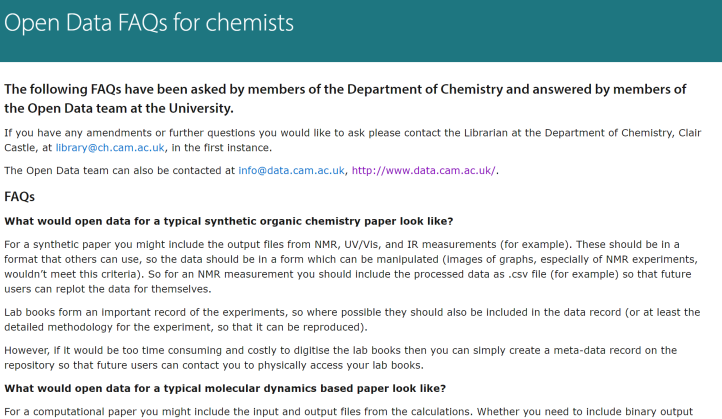 Open Data FAQs for chemists
The following FAQs have been asked by members of the Department of Chemistry and answered by members of
the Open Data team at the University.
If you have any amendments or further questions you would like to ask please contact the Librarian at the Department of Chemistry, Clair
Castle, at library@ch.cam.ac.uk, in the first instance.
The Open Data team can also be contacted at info@data.cam.ac.uk, http://www.data.cam.ac.uk/.
FAQs
What would open data for a typical synthetic organic chemistry paper look like?
For a synthetic paper you might include the output files from NMR, UV/Vis, and IR measurements (for example). These should be in a
format that others can use, so the data should be in a form which can be manipulated (images of graphs, especially of NMR experiments,
wouldn't meet this criteria). So for an NMR measurement you should include the processed data as .csv file (for example) so that future
users can replot the data for themselves.
Lab books form an important record of the experiments, so where possible they should also be included in the data record (or at least the
detailed methodology for the experiment, so that it can be reproduced).
However, if it would be too time consuming and costly to digitise the lab books then you can simply create a meta-data record on the
repository so that future users can contact you to physically access your lab books.
What would open data for a typical molecular dynamics based paper look like?
For a computational paper you might include the input and output files from the calculations. Whether you need to include binary output